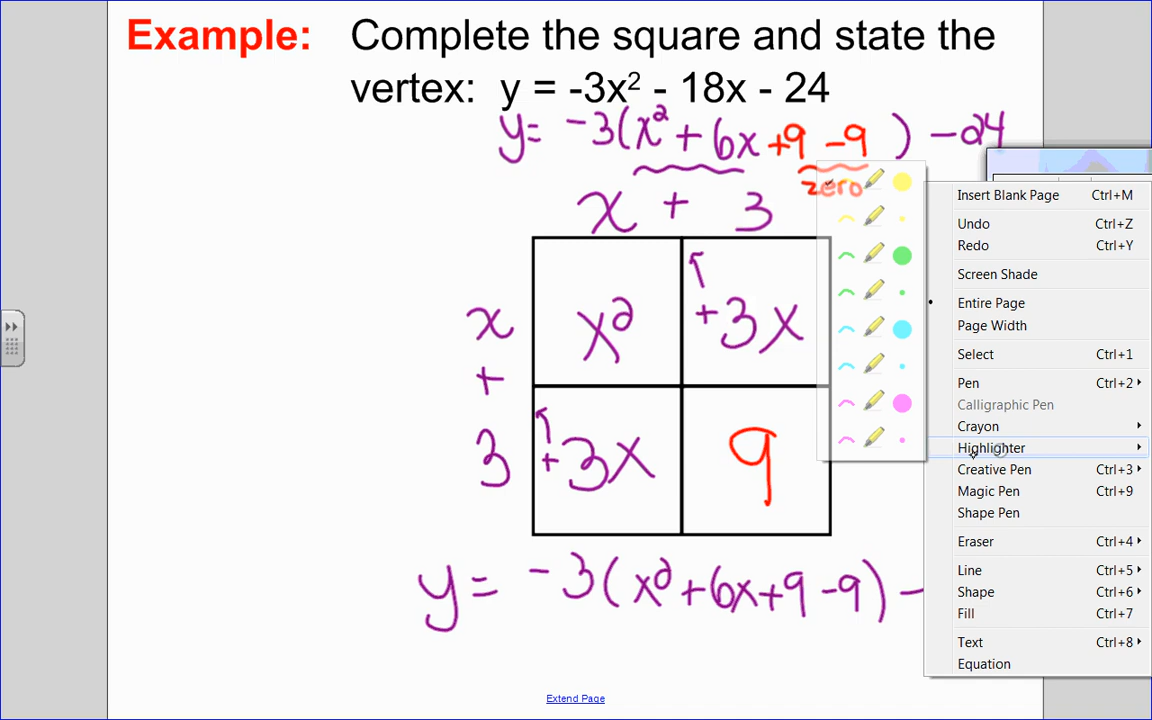 Example: Complete the square and state the
vertex: y = -3x² - 18x - 24
y = -3(x² + 6x +9 -9 ) -24
zero
x + 3
x
+
3
x²
+3x
+3x
9
y = -3(x² +6x +9 -9) -
Extend Page
Insert Blank Page Ctrl+M
Undo Ctrl+Z
Redo Ctrl+Y
Screen Shade
Entire Page
Page Width
Select Ctrl+1
Pen Ctrl+2
Calligraphic Pen
Crayon
Highlighter
Creative Pen Ctrl+3
Magic Pen Ctrl+9
Shape Pen
Eraser Ctrl+4
Line Ctrl+5
Shape Ctrl+6
Fill Ctrl+7
Text Ctrl+8
Equation